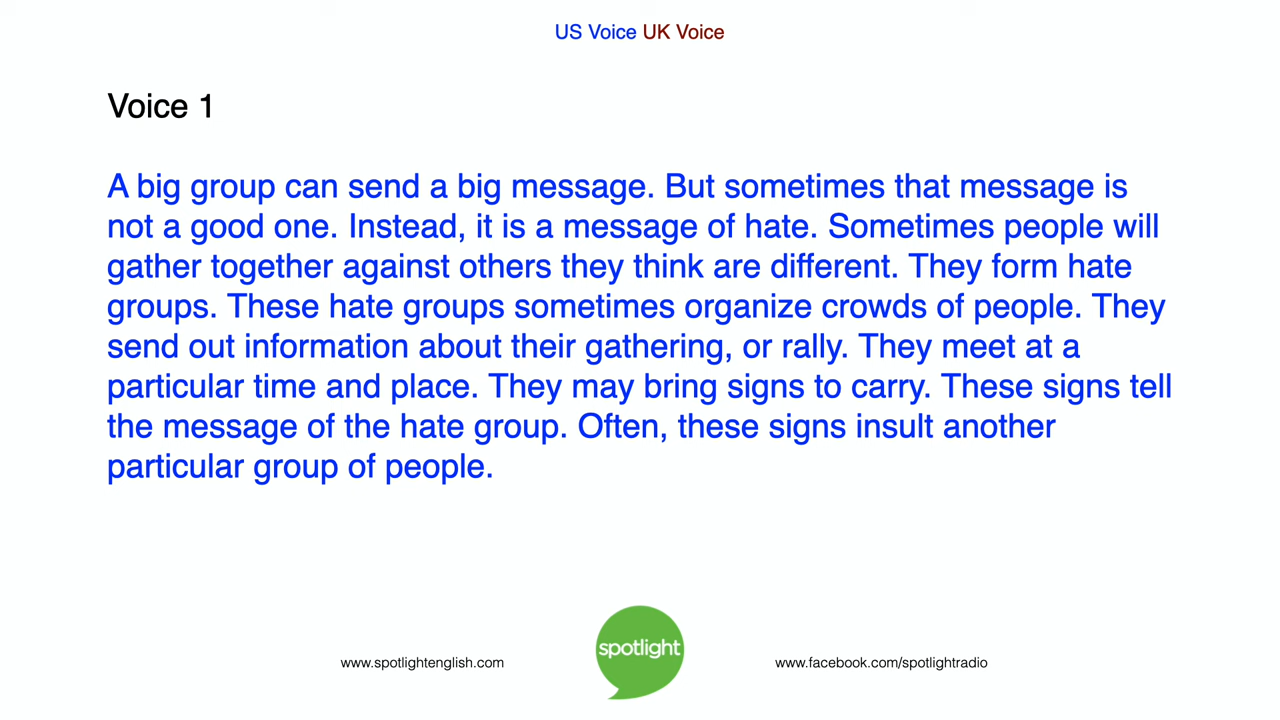 US Voice UK Voice
Voice 1
A big group can send a big message. But sometimes that message is
not a good one. Instead, it is a message of hate. Sometimes people will
gather together against others they think are different. They form hate
groups. These hate groups sometimes organize crowds of people. They
send out information about their gathering, or rally. They meet at a
particular time and place. They may bring signs to carry. These signs tell
the message of the hate group. Often, these signs insult another
particular group of people.
spotlight
www.spotlightenglish.com
www.facebook.com/spotlightradio